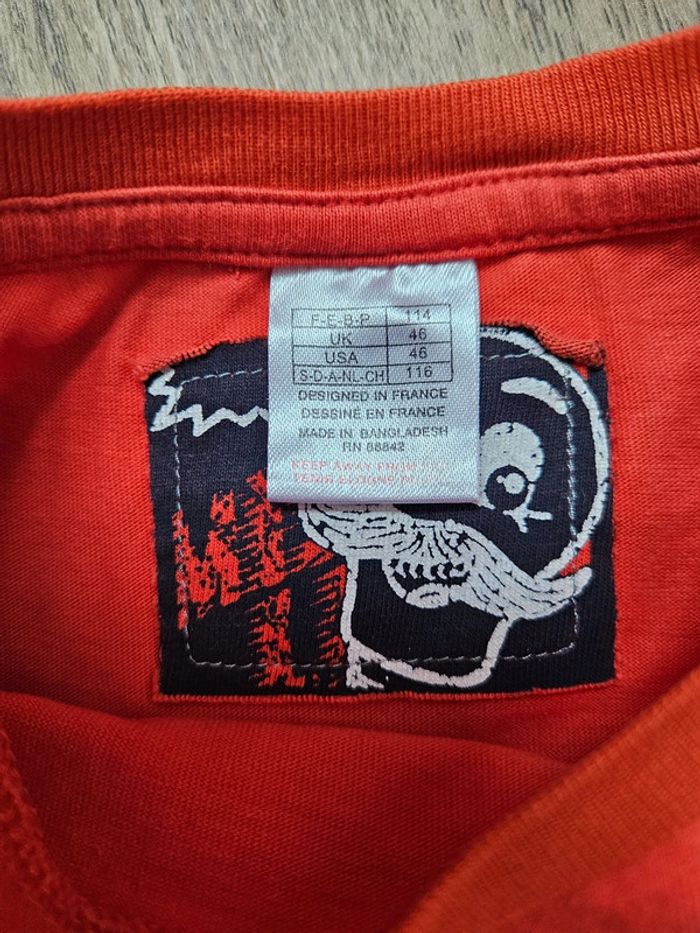 F-E-B-P 114
UK 46
USA 46
S-D-A-NL-CH 116
DESIGNED IN FRANCE
DESSINÉ EN FRANCE
MADE IN BANGLADESH
RN 88842
KEEP AWAY FROM